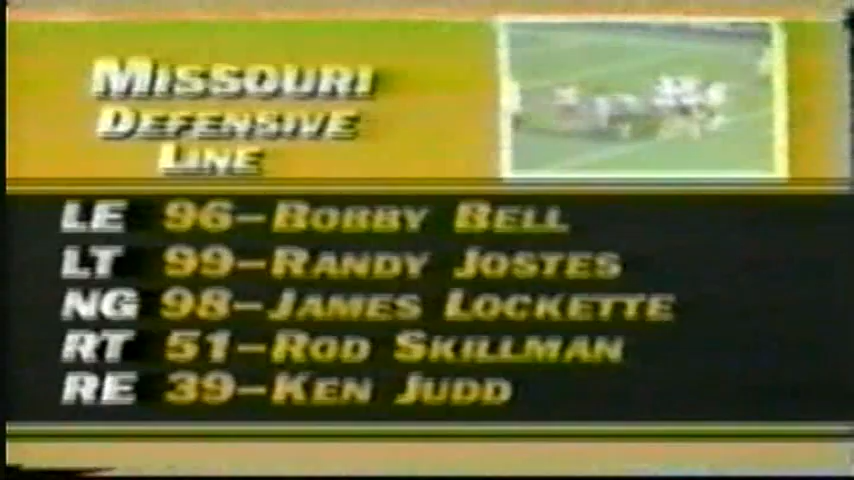 MISSOURI
DEFENSIVE
LINE
LE 96-BOBBY BELL
LT 99-RANDY JOSTES
NG 98-JAMES LOCKETTE
RT 51-ROD SKILLMAN
RE 39-KEN JUDD